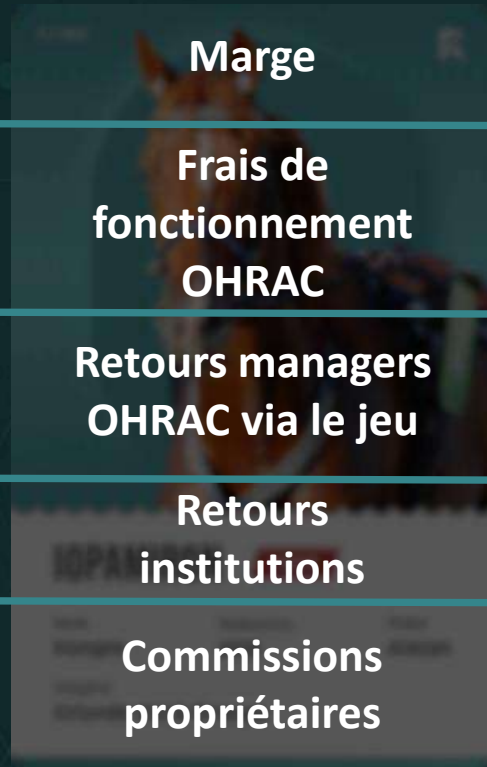 Marge
Frais de
fonctionnement
OHRAC
Retours managers
OHRAC via le jeu
Retours
institutions
Commissions
propriétaires